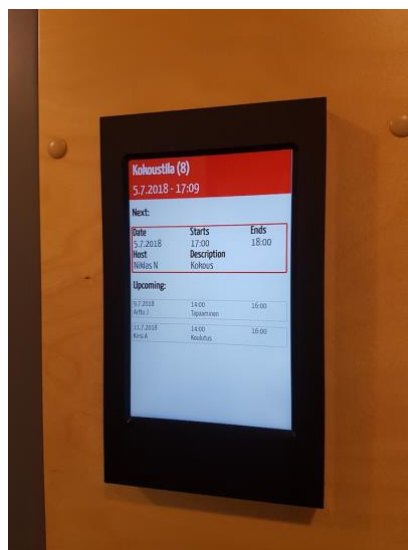 Kokoustila (8)
5.7.2018 - 17:09
Next:
Date Starts Ends
5.7.2018 17:00 18:00
Host Description
Niklas N Kokous
Upcoming:
9.7.2018 14:00 16:00
Arttu J Tapaaminen
11.7.2018 14:00 16:00
Kirsi A Koulutus